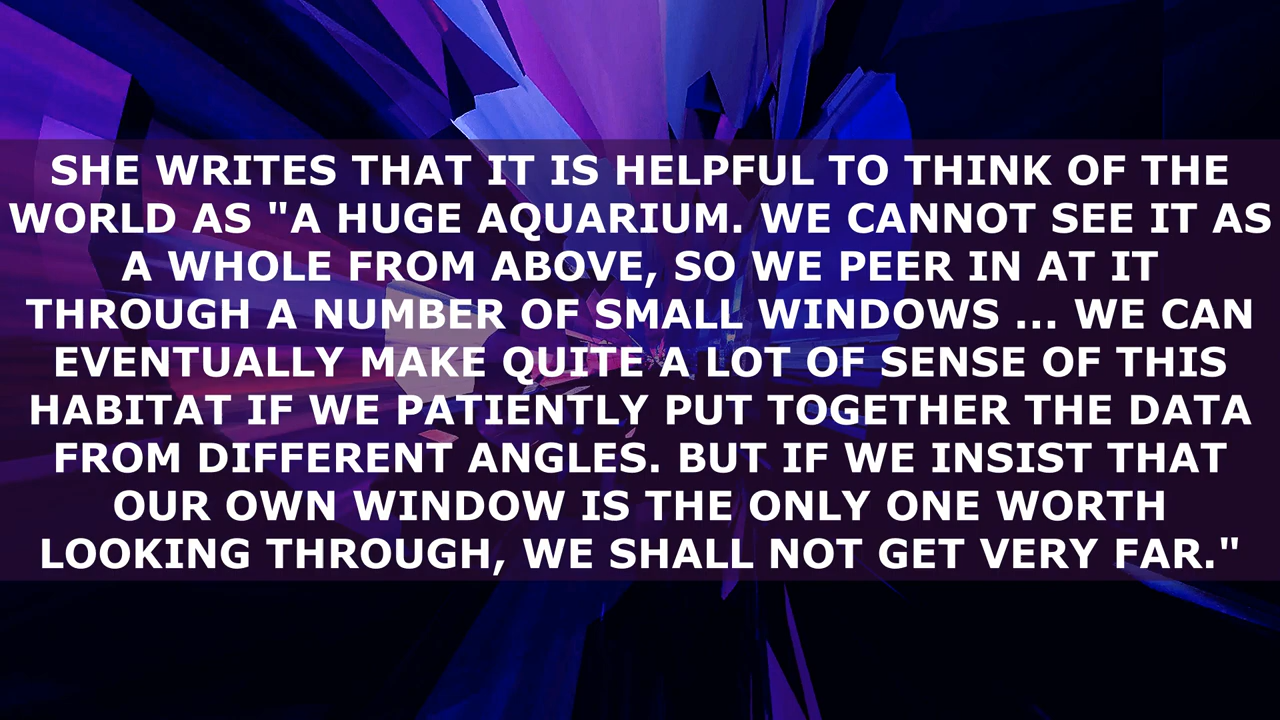 SHE WRITES THAT IT IS HELPFUL TO THINK OF THE
WORLD AS "A HUGE AQUARIUM. WE CANNOT SEE IT AS
A WHOLE FROM ABOVE, SO WE PEER IN AT IT
THROUGH A NUMBER OF SMALL WINDOWS ... WE CAN
EVENTUALLY MAKE QUITE A LOT OF SENSE OF THIS
HABITAT IF WE PATIENTLY PUT TOGETHER THE DATA
FROM DIFFERENT ANGLES. BUT IF WE INSIST THAT
OUR OWN WINDOW IS THE ONLY ONE WORTH
LOOKING THROUGH, WE SHALL NOT GET VERY FAR."